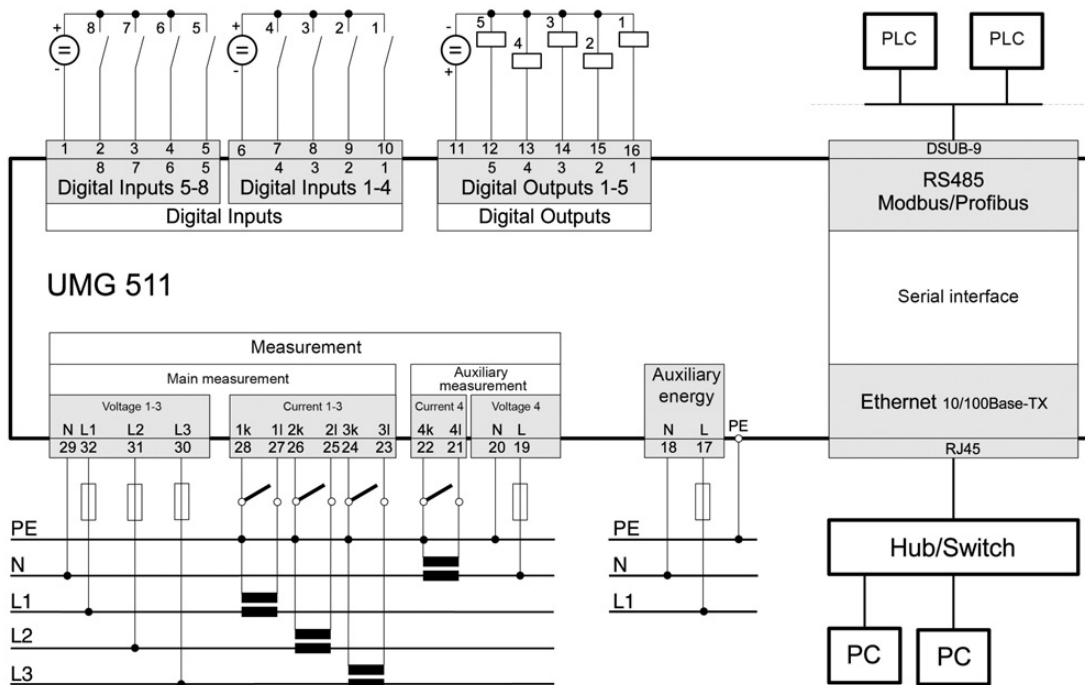 + 8 7 6 5 + 4 3 2 1 - 5 3 1 PLC PLC
- - + 4 2
1 2 3 4 5 6 7 8 9 10 11 12 13 14 15 16 DSUB-9
8 7 6 5 4 3 2 1 5 4 3 2 1
Digital Inputs 5-8 Digital Inputs 1-4 Digital Outputs 1-5 RS485
Modbus/Profibus
Digital Inputs Digital Outputs
UMG 511
Serial interface
Measurement
Main measurement Auxiliary measurement Auxiliary energy
Voltage 1-3 Current 1-3 Current 4 Voltage 4
Ethernet 10/100Base-TX
N L1 L2 L3 1k 1l 2k 2l 3k 3l 4k 4l N L N L PE
29 32 31 30 28 27 26 25 24 23 22 21 20 19 18 17 RJ45
PE PE
N N Hub/Switch
L1 L1
L2
L3 PC PC